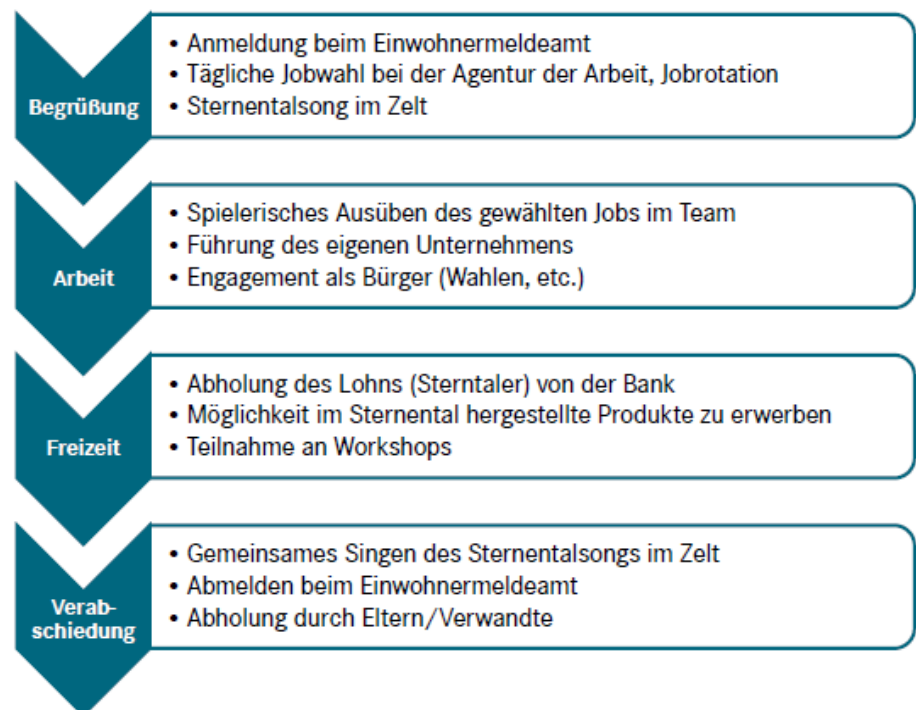 Begrüßung
• Anmeldung beim Einwohnermeldeamt
• Tägliche Jobwahl bei der Agentur der Arbeit, Jobrotation
• Sternentalsong im Zelt
Arbeit
• Spielerisches Ausüben des gewählten Jobs im Team
• Führung des eigenen Unternehmens
• Engagement als Bürger (Wahlen, etc.)
Freizeit
• Abholung des Lohns (Sterntaler) von der Bank
• Möglichkeit im Sternental hergestellte Produkte zu erwerben
• Teilnahme an Workshops
Verab-
schiedung
• Gemeinsames Singen des Sternentalsongs im Zelt
• Abmelden beim Einwohnermeldeamt
• Abholung durch Eltern/Verwandte